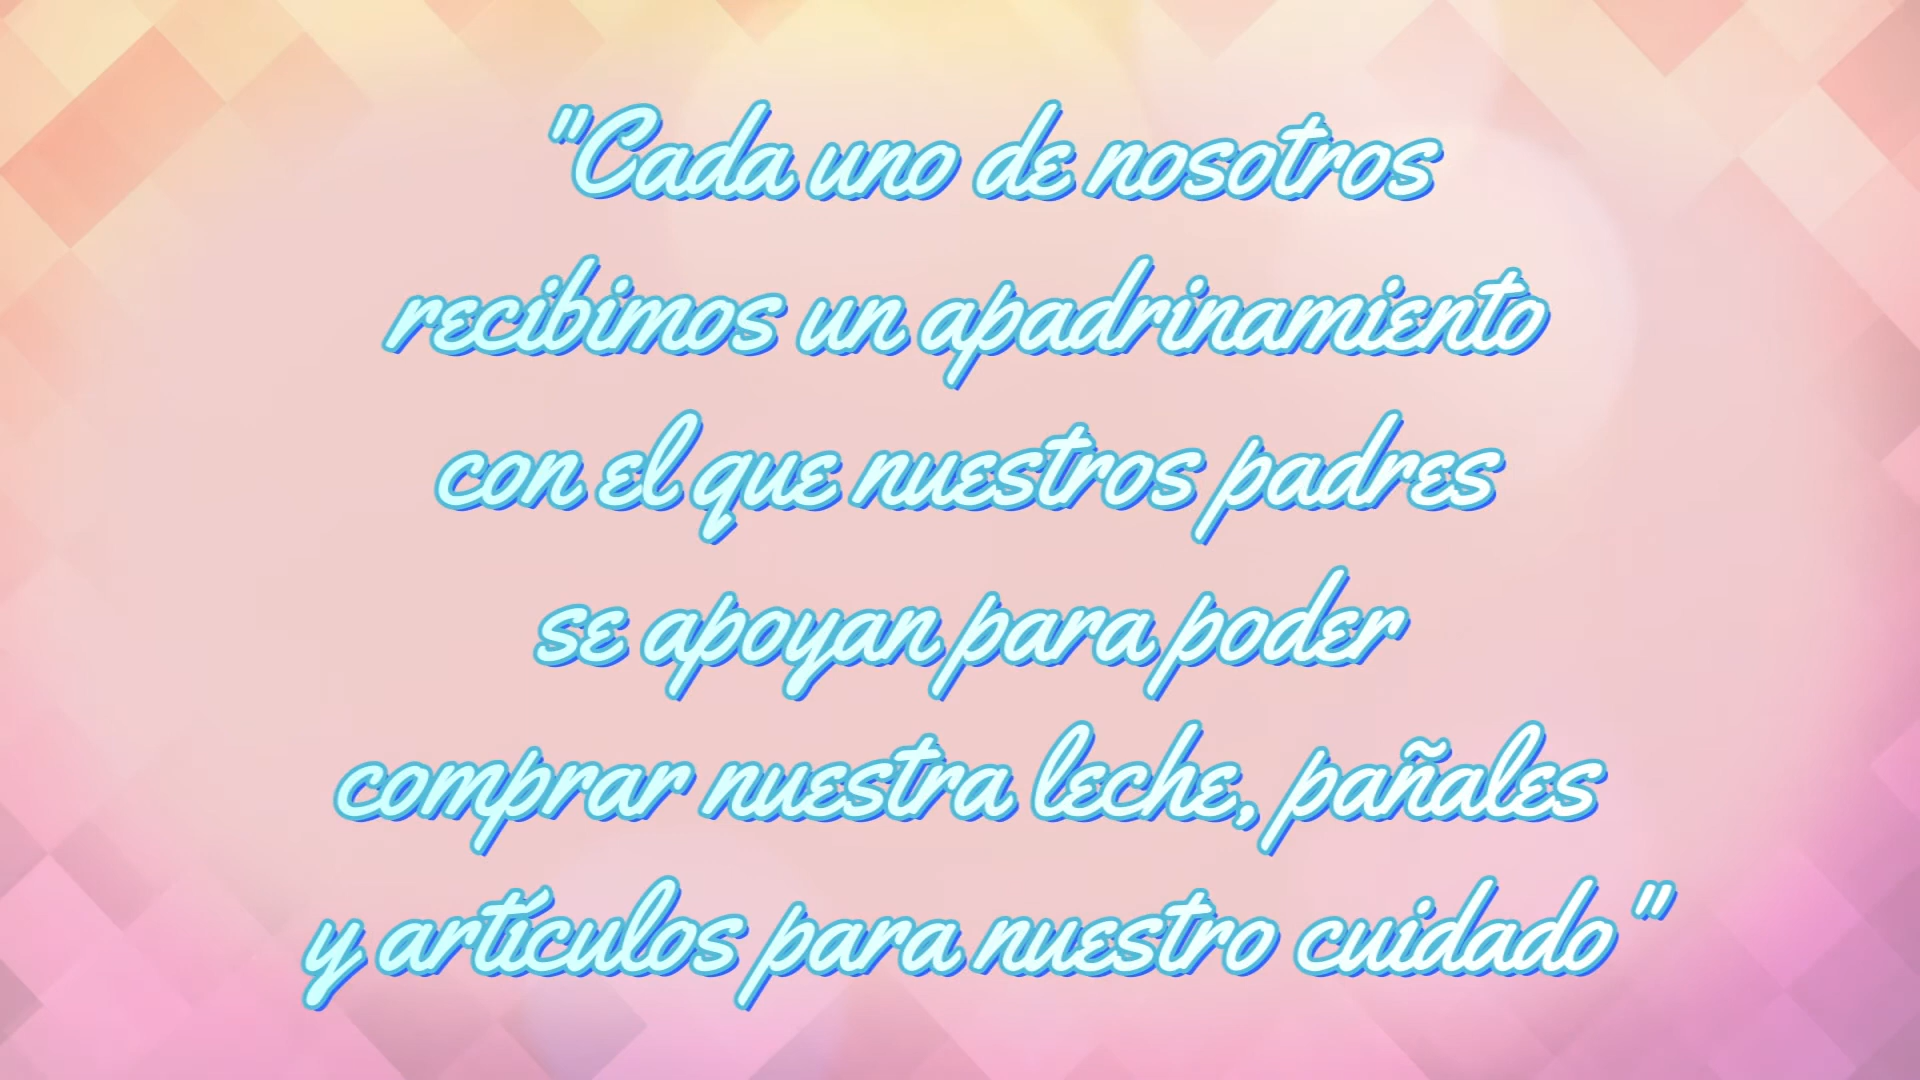 "Cada uno de nosotros
recibimos un apadrinamiento
con el que nuestros padres
se apoyan para poder
comprar nuestra leche, pañales
y artículos para nuestro cuidado"